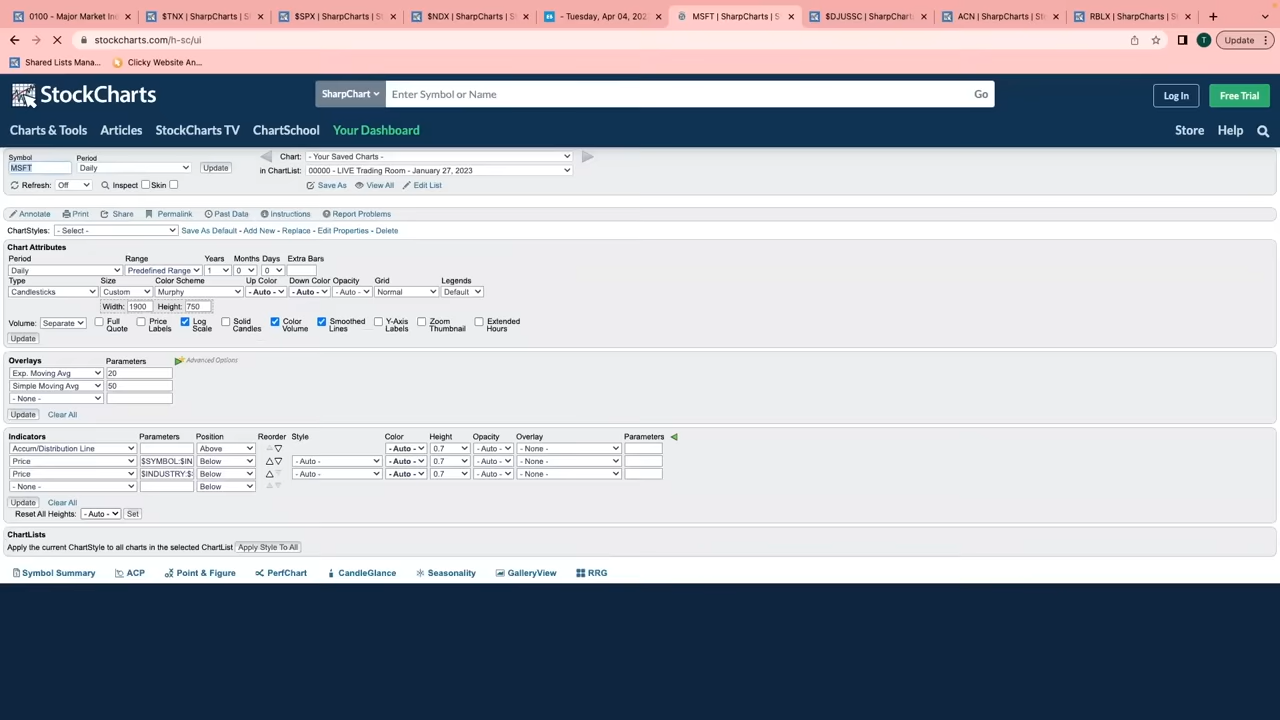 0100 - Major Market In
$TNX | SharpCharts | St
$SPX | SharpCharts | St
$NDX | SharpCharts | St
- Tuesday, Apr 04, 202
MSFT | SharpCharts | S
$DJUSSC | SharpCharts
ACN | SharpCharts | St
RBLX | SharpCharts | S
stockcharts.com/h-sc/ui
T
Update
Shared Lists Mana...
Clicky Website An...
StockCharts
SharpChart
Enter Symbol or Name
Go
Log In
Free Trial
Charts & Tools
Articles
StockCharts TV
ChartSchool
Your Dashboard
Store
Help
Symbol
Period
MSFT
Daily
Update
Chart:
- Your Saved Charts -
in ChartList:
00000 - LIVE Trading Room - January 27, 2023
Refresh:
Off
Inspect
Skin
Save As
View All
Edit List
Annotate
Print
Share
Permalink
Past Data
Instructions
Report Problems
ChartStyles:
- Select -
Save As Default - Add New - Replace - Edit Properties - Delete
Chart Attributes
Period
Range
Years
Months
Days
Extra Bars
Daily
Predefined Range
1
0
0
Type
Size
Color Scheme
Up Color
Down Color
Opacity
Grid
Legends
Candlesticks
Custom
Murphy
- Auto -
- Auto -
- Auto -
Normal
Default
Width: 1900 Height: 750
Volume:
Separate
Full Quote
Price Labels
Log Scale
Solid Candles
Color Volume
Smoothed Lines
Y-Axis Labels
Zoom Thumbnail
Extended Hours
Update
Overlays
Parameters
Advanced Options
Exp. Moving Avg
20
Simple Moving Avg
50
- None -
Update
Clear All
Indicators
Parameters
Position
Reorder
Style
Color
Height
Opacity
Overlay
Parameters
Accum/Distribution Line
Above
- Auto -
0.7
- Auto -
- None -
Price
$SYMBOL:$IN
Below
- Auto -
- Auto -
0.7
- Auto -
- None -
Price
$INDUSTRY:$
Below
- Auto -
- Auto -
0.7
- Auto -
- None -
- None -
Below
Update
Clear All
Reset All Heights:
- Auto -
Set
ChartLists
Apply the current ChartStyle to all charts in the selected ChartList
Apply Style To All
Symbol Summary
ACP
Point & Figure
PerfChart
CandleGlance
Seasonality
GalleryView
RRG